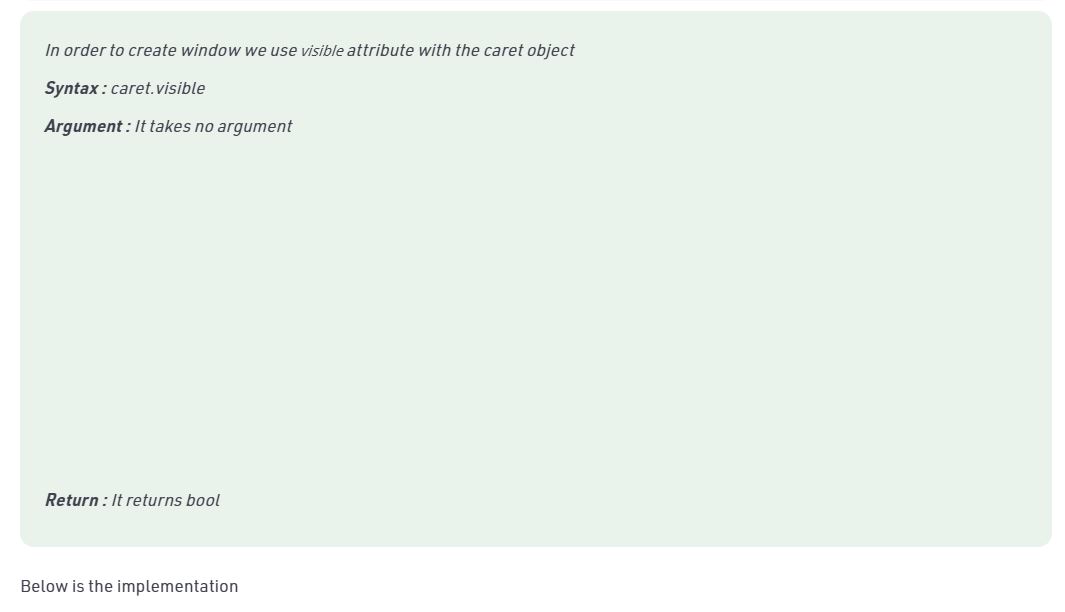 In order to create window we use visible attribute with the caret object
Syntax : caret.visible
Argument : It takes no argument
Return : It returns bool
Below is the implementation